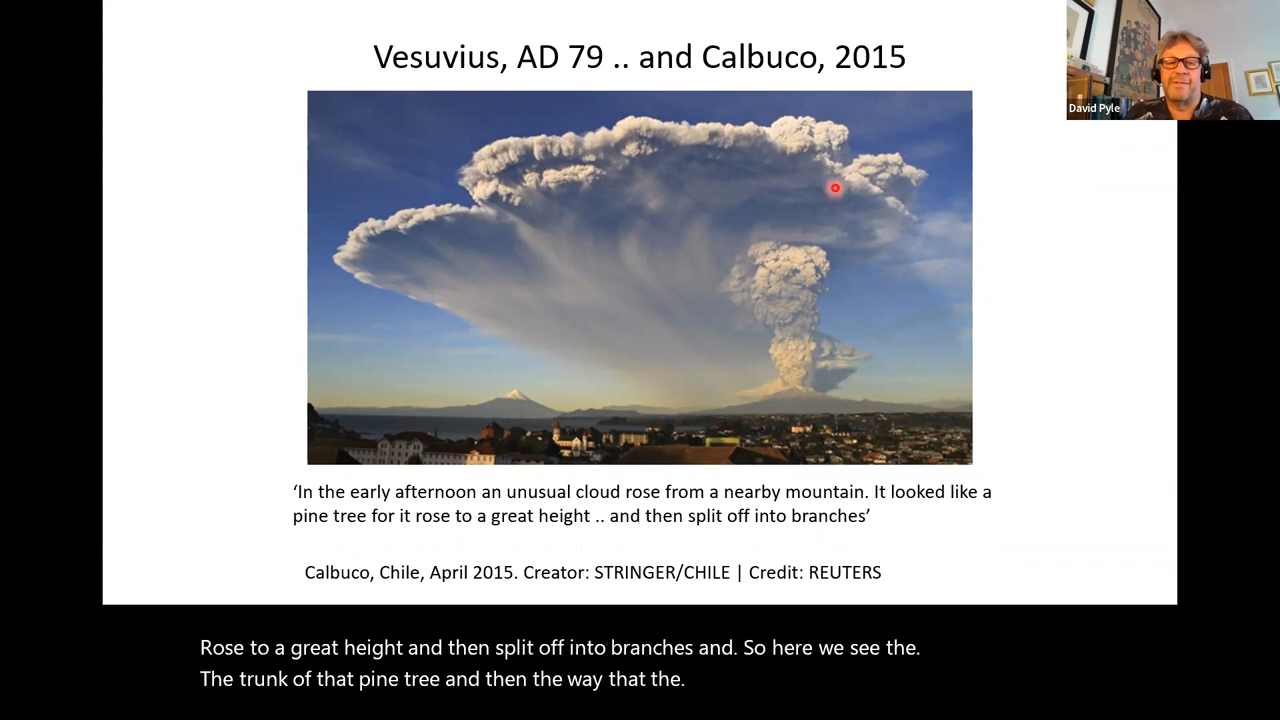 Vesuvius, AD 79 .. and Calbuco, 2015
David Pyle
‘In the early afternoon an unusual cloud rose from a nearby mountain. It looked like a
pine tree for it rose to a great height .. and then split off into branches’
Calbuco, Chile, April 2015. Creator: STRINGER/CHILE | Credit: REUTERS
Rose to a great height and then split off into branches and. So here we see the.
The trunk of that pine tree and then the way that the.